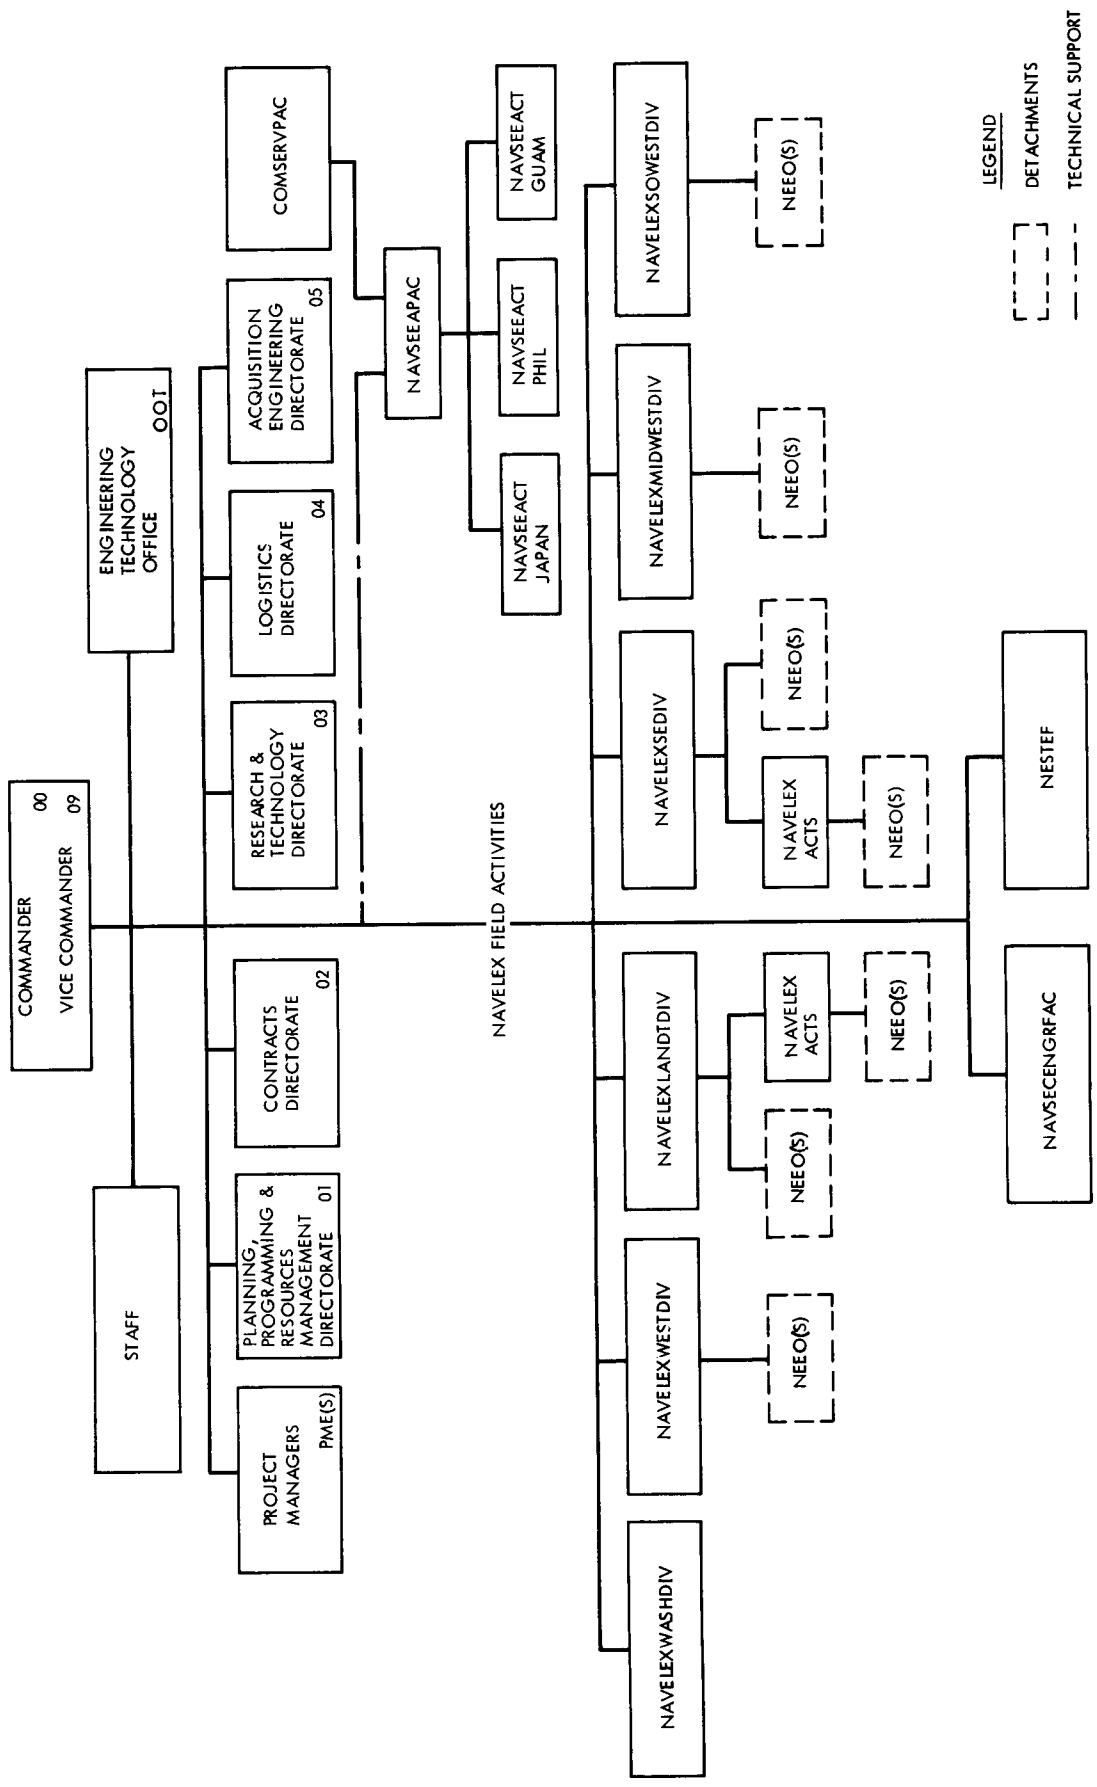 COMMANDER 00
VICE COMMANDER 09
STAFF
ENGINEERING
TECHNOLOGY
OFFICE
OOT
PROJECT
MANAGERS
PME(S)
PLANNING,
PROGRAMMING &
RESOURCES
MANAGEMENT
DIRECTORATE 01
CONTRACTS
DIRECTORATE
02
RESEARCH &
TECHNOLOGY
DIRECTORATE
03
LOGISTICS
DIRECTORATE
04
ACQUISITION
ENGINEERING
DIRECTORATE
05
COMSERVPAC
NAVSEEAPAC
NAVSEEACT
JAPAN
NAVSEEACT
PHIL
NAVSEEACT
GUAM
NAVELEX FIELD ACTIVITIES
NAVELEXWASHDIV
NAVELEXWESTDIV
NAVELEXLANDTDIV
NAVELEXSEDIV
NAVELEXMIDWESTDIV
NAVELEXSOWESTDIV
NEEO(S)
NEEO(S)
NAVELEX
ACTS
NAVELEX
ACTS
NEEO(S)
NEEO(S)
NEEO(S)
NEEO(S)
NEEO(S)
NAVSECENGRFAC
NESTEF
LEGEND
DETACHMENTS
TECHNICAL SUPPORT